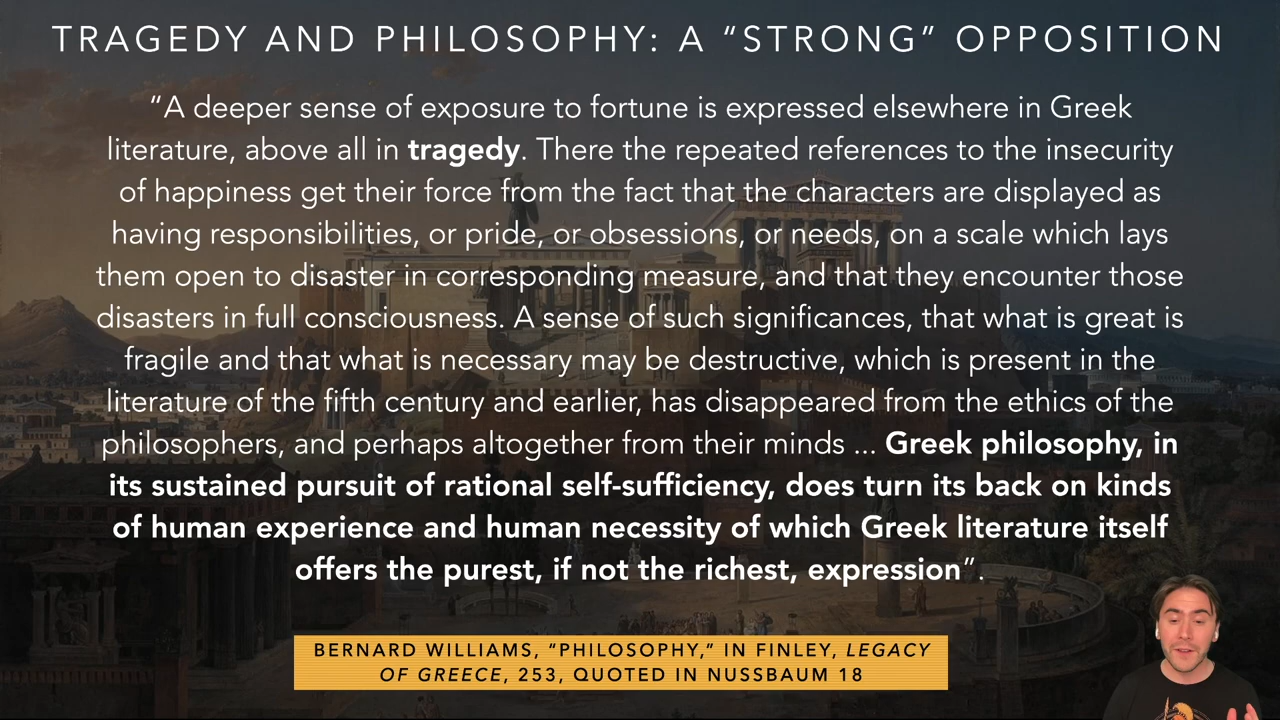 TRAGEDY AND PHILOSOPHY: A “STRONG” OPPOSITION
“A deeper sense of exposure to fortune is expressed elsewhere in Greek
literature, above all in tragedy. There the repeated references to the insecurity
of happiness get their force from the fact that the characters are displayed as
having responsibilities, or pride, or obsessions, or needs, on a scale which lays
them open to disaster in corresponding measure, and that they encounter those
disasters in full consciousness. A sense of such significances, that what is great is
fragile and that what is necessary may be destructive, which is present in the
literature of the fifth century and earlier, has disappeared from the ethics of the
philosophers, and perhaps altogether from their minds ... Greek philosophy, in
its sustained pursuit of rational self-sufficiency, does turn its back on kinds
of human experience and human necessity of which Greek literature itself
offers the purest, if not the richest, expression”.
BERNARD WILLIAMS, “PHILOSOPHY,” IN FINLEY, LEGACY
OF GREECE, 253, QUOTED IN NUSSBAUM 18